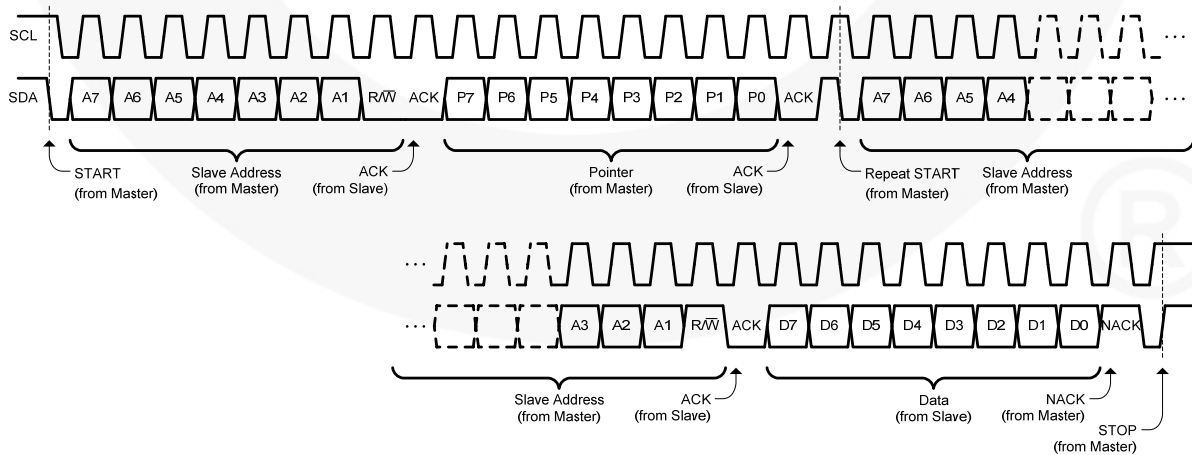 SCL
···
SDA A7 A6 A5 A4 A3 A2 A1 R/W̅ ACK P7 P6 P5 P4 P3 P2 P1 P0 ACK A7 A6 A5 A4 ···
START
(from Master)
Slave Address
(from Master)
ACK
(from Slave)
Pointer
(from Master)
ACK
(from Slave)
Repeat START
(from Master)
Slave Address
(from Master)
®
···
··· A3 A2 A1 R/W̅ ACK D7 D6 D5 D4 D3 D2 D1 D0 NACK
Slave Address
(from Master)
ACK
(from Slave)
Data
(from Slave)
NACK
(from Master)
STOP
(from Master)